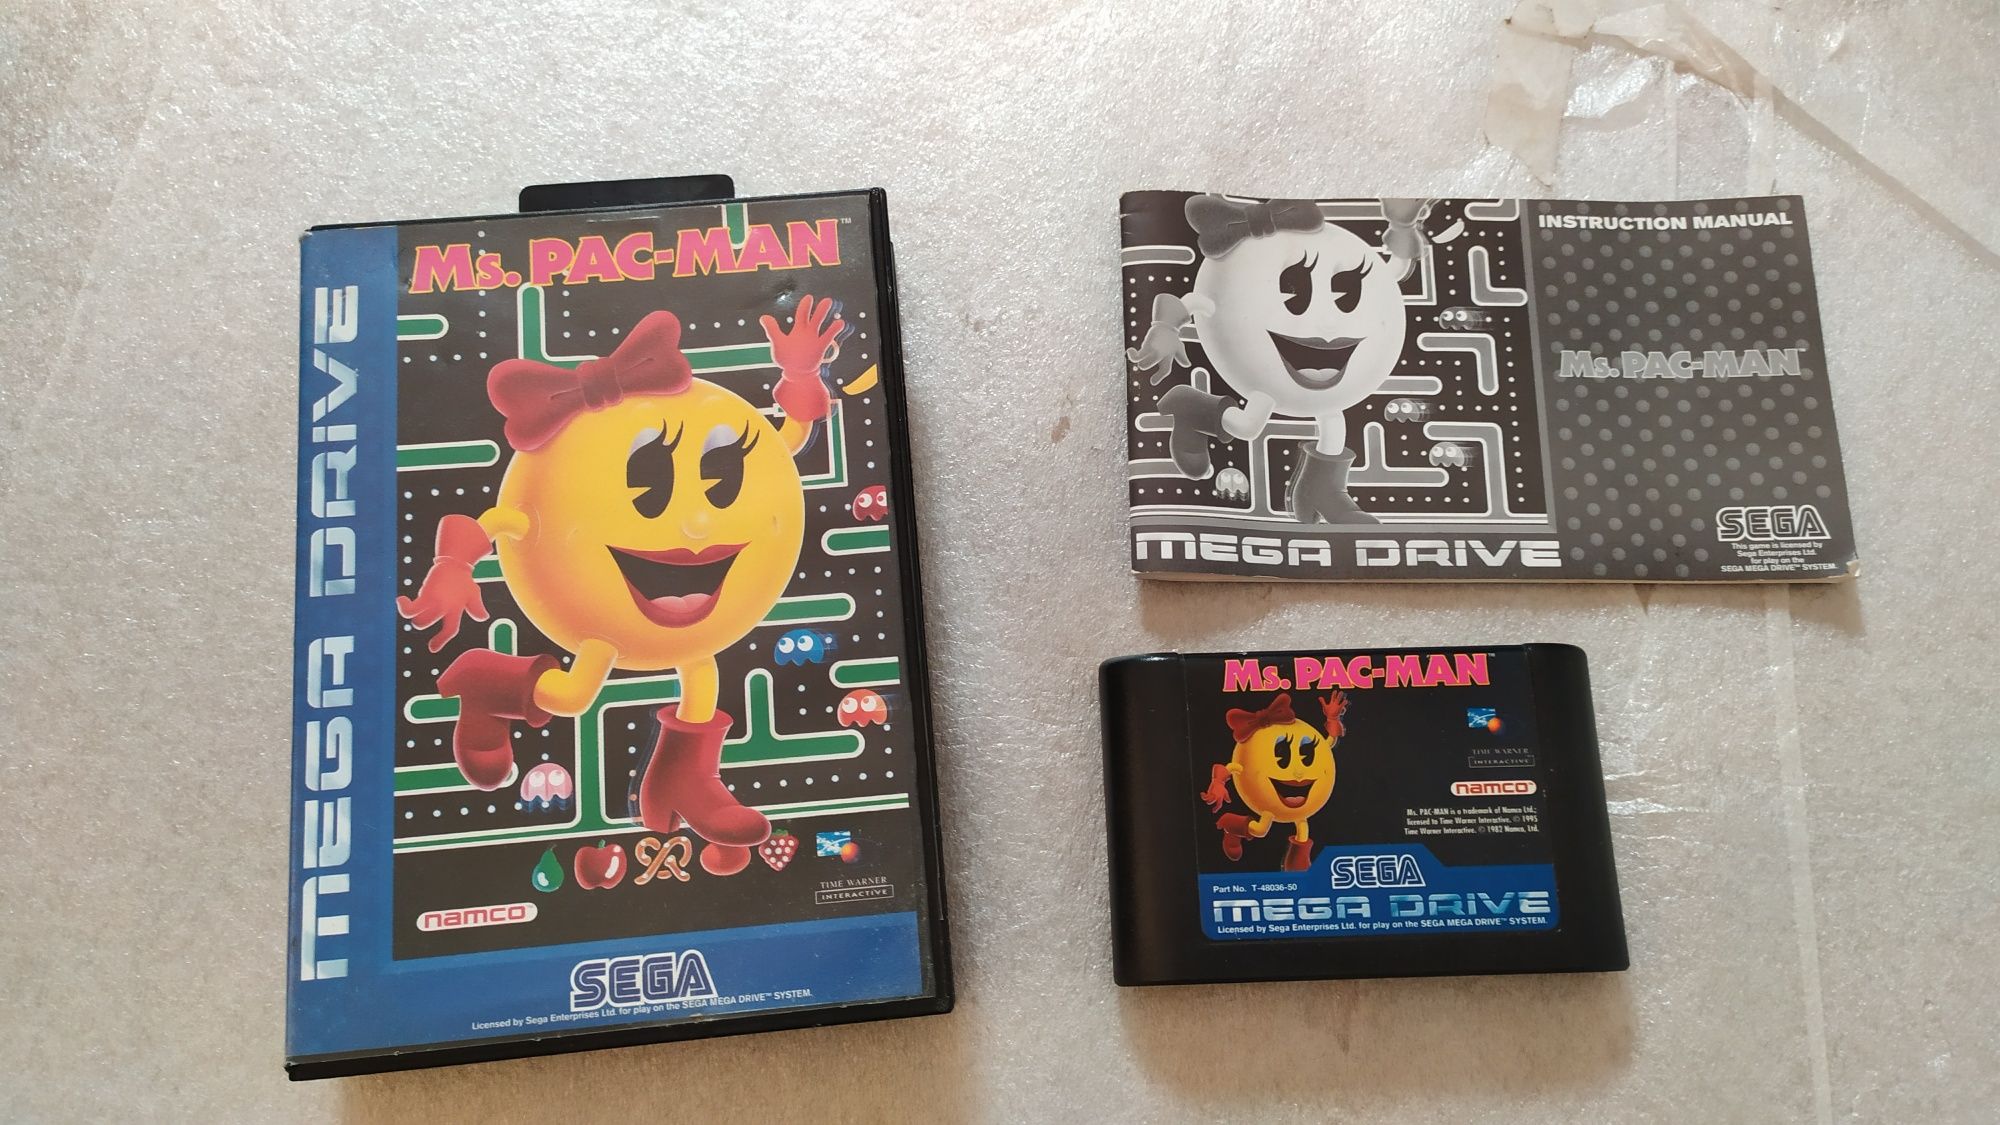 Ms. PAC-MAN™
MEGA DRIVE
namco
TIME WARNER
INTERACTIVE
SEGA
Licensed by Sega Enterprises Ltd. for play on the SEGA MEGA DRIVE™ SYSTEM.
INSTRUCTION MANUAL
Ms. PAC-MAN™
MEGA DRIVE
SEGA
This game is licensed by
Sega Enterprises Ltd.
for play on the
SEGA MEGA DRIVE™ SYSTEM.
Ms. PAC-MAN™
TIME WARNER
INTERACTIVE
namco
Ms. PAC-MAN is a trademark of Namco Ltd.;
licensed to Time Warner Interactive. © 1995
Time Warner Interactive. © 1982 Namco, Ltd.
SEGA
Part No. T-48036-50
MEGA DRIVE
Licensed by Sega Enterprises Ltd. for play on the SEGA MEGA DRIVE™ SYSTEM.